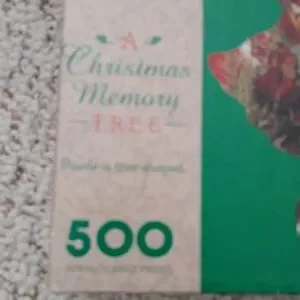 A
Christmas
Memory
TREE
Puzzle is tree-shaped.
500